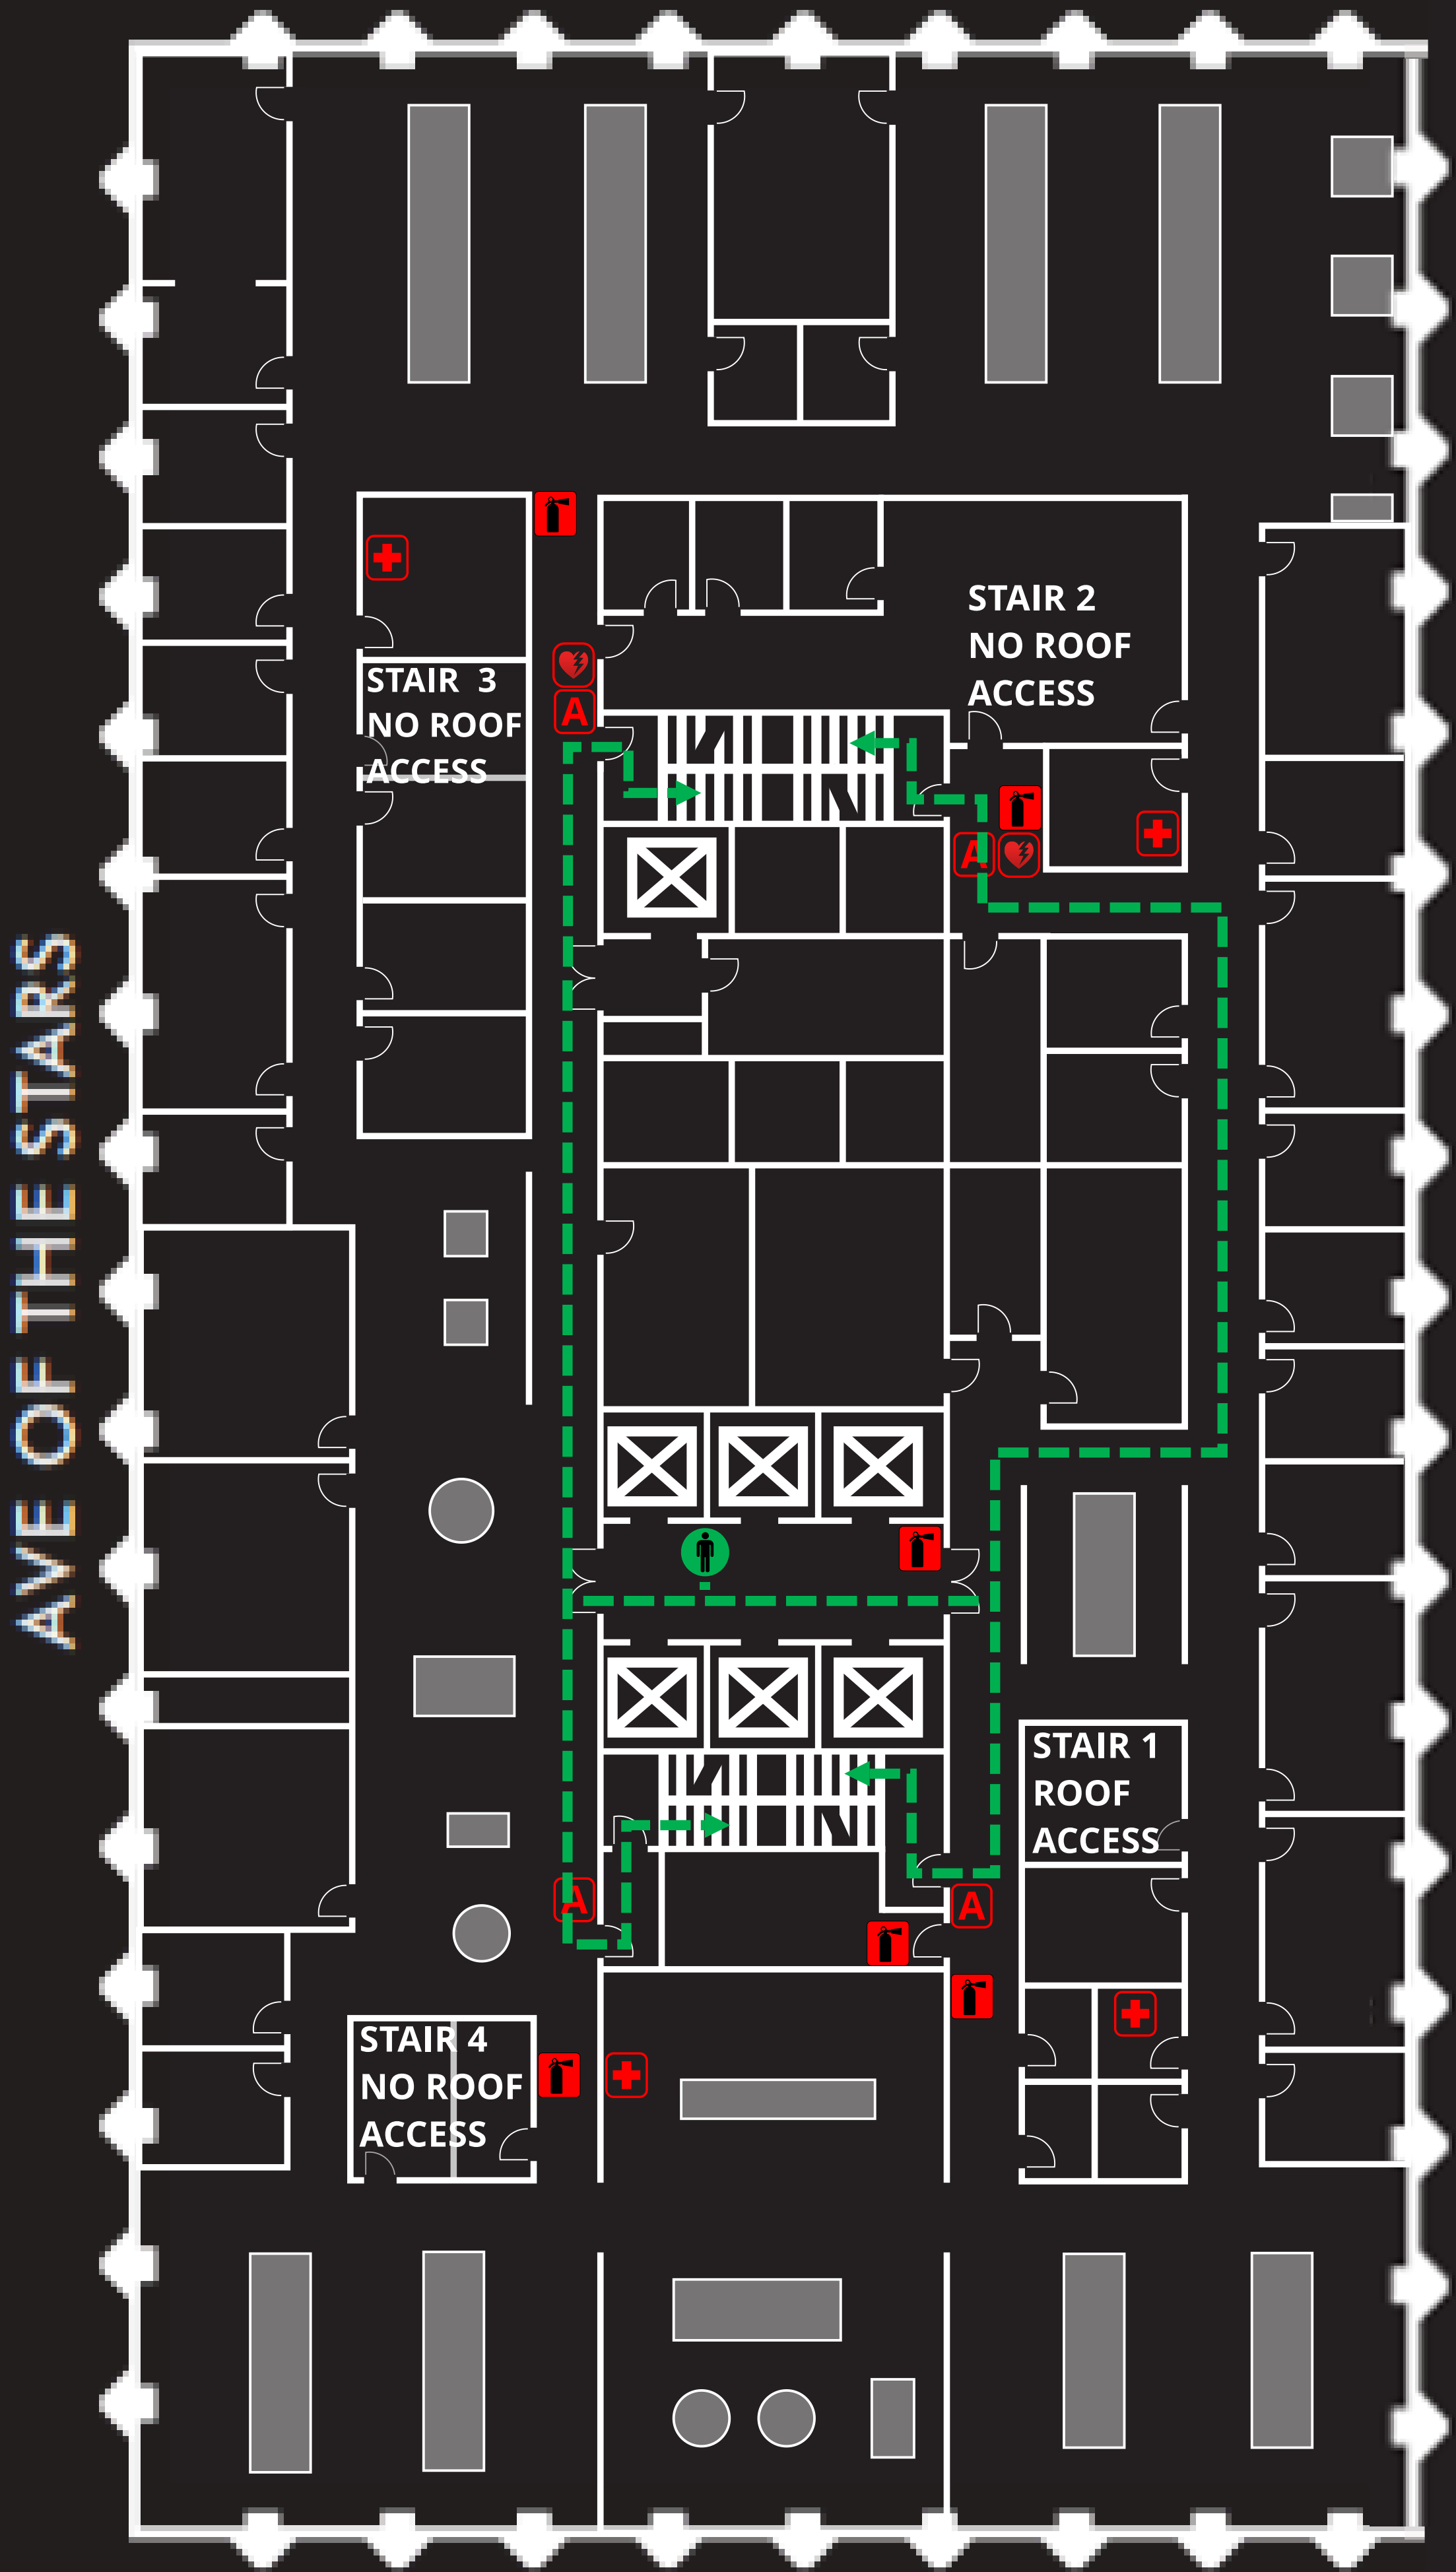 STAIR 2
NO ROOF
ACCESS
STAIR 3
NO ROOF
ACCESS
A
A
AVE OF THE STARS
STAIR 1
ROOF
ACCESS
A
A
STAIR 4
NO ROOF
ACCESS